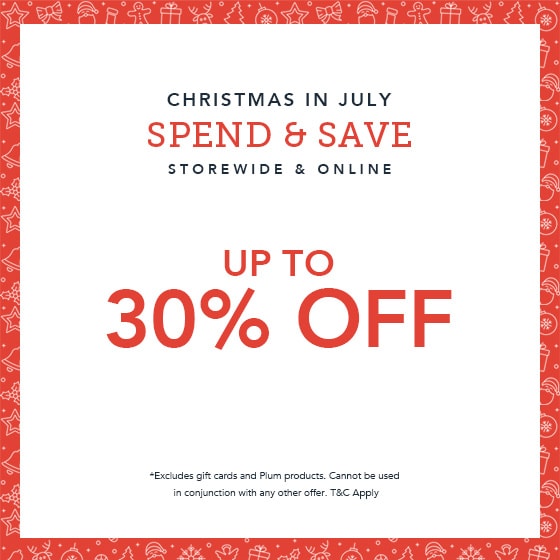 CHRISTMAS IN JULY
SPEND & SAVE
STOREWIDE & ONLINE
UP TO
30% OFF
*Excludes gift cards and Plum products. Cannot be used
in conjunction with any other offer. T&C Apply